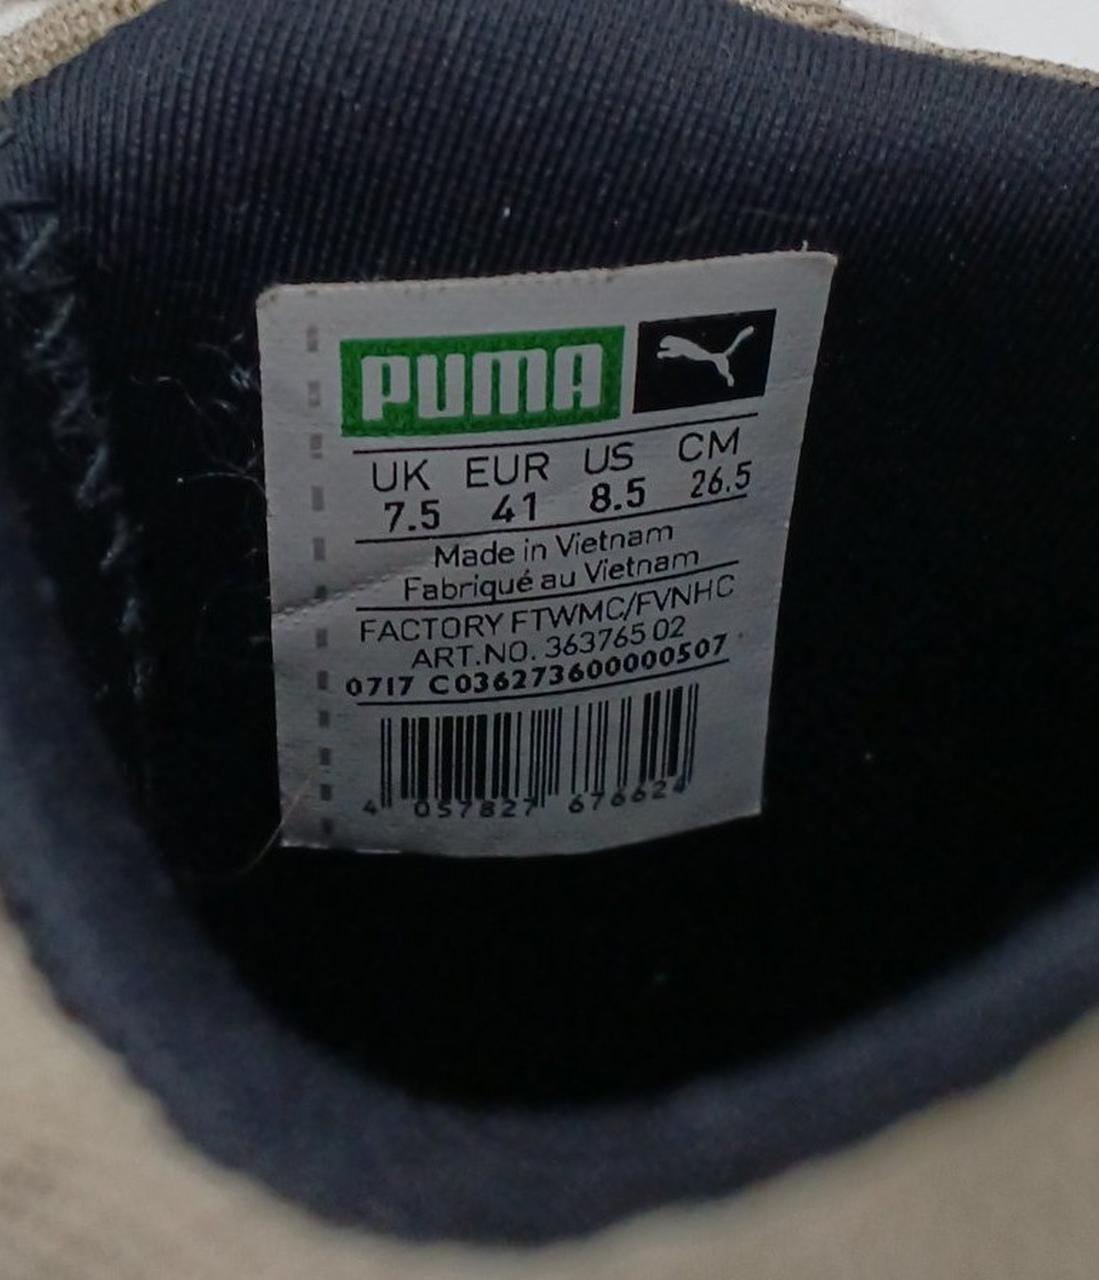 PUMA
UK EUR US CM
7.5 41 8.5 26.5
Made in Vietnam
Fabriqué au Vietnam
FACTORY FTWMC/FVNHC
ART.NO. 363765 02
0717 C036273600000507
4 057827 676624